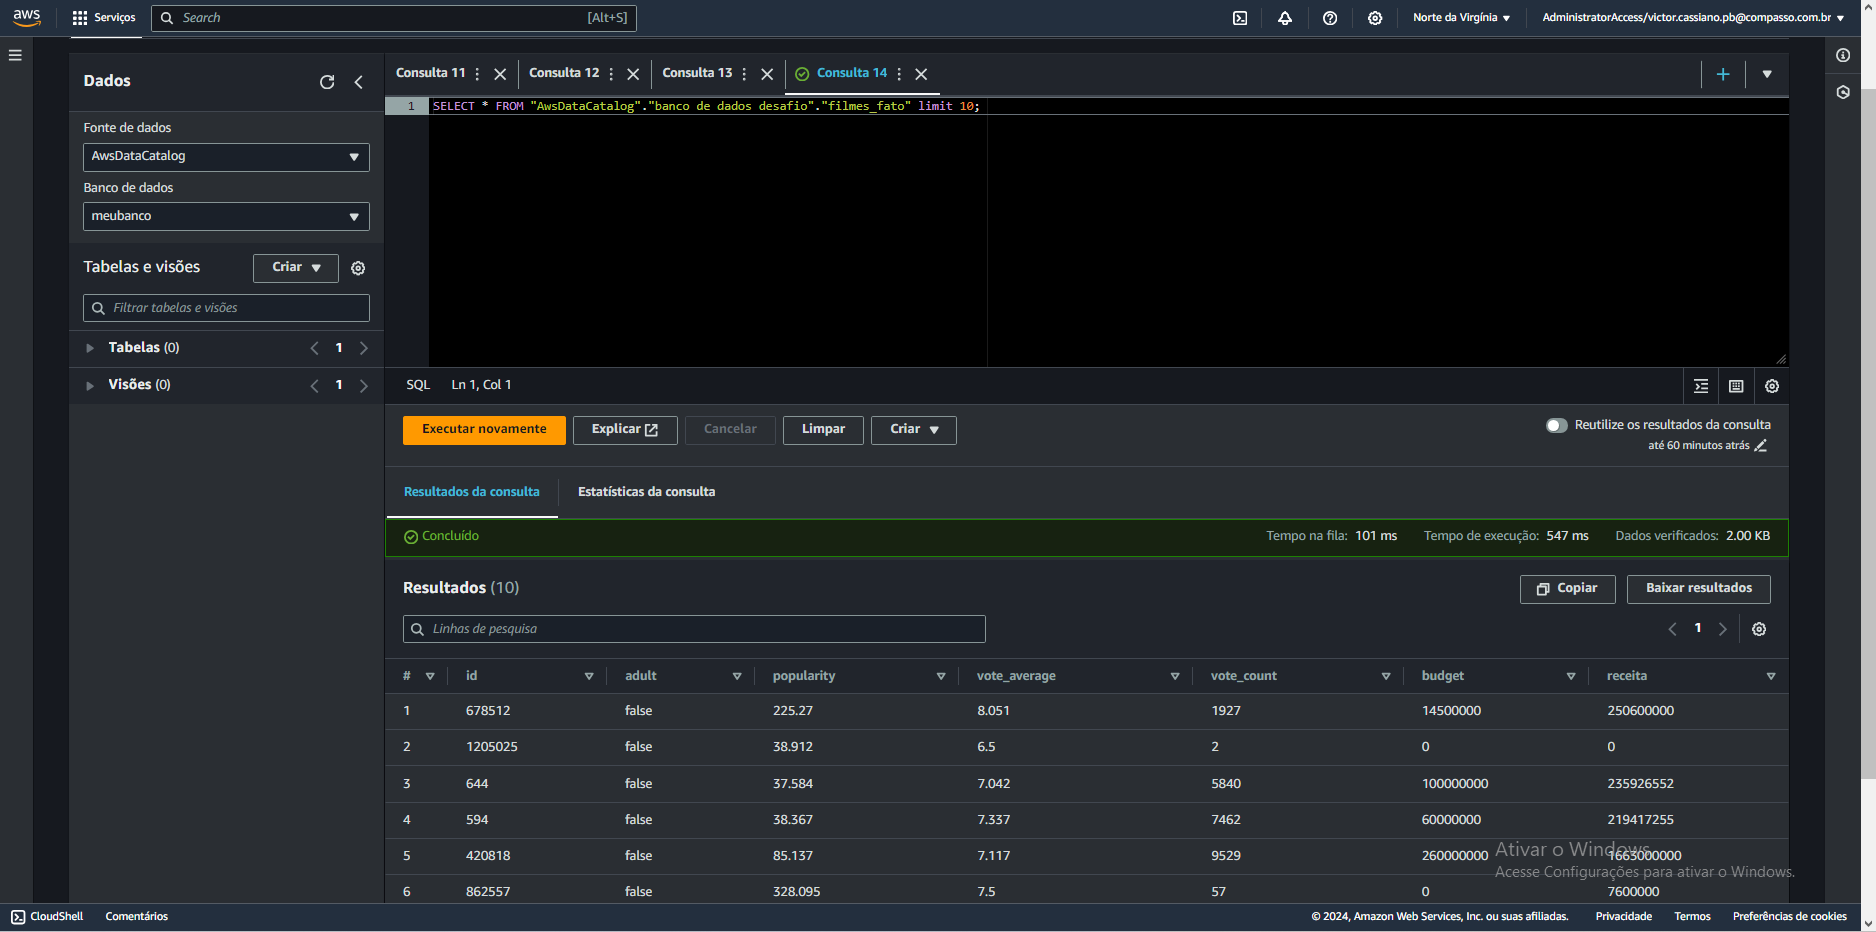 aws Serviços Search [Alt+S] Norte da Virgínia AdministratorAccess/victor.cassiano.pb@compasso.com.br
Dados
Fonte de dados
AwsDataCatalog
Banco de dados
meubanco
Tabelas e visões Criar
Filtrar tabelas e visões
Tabelas (0) 1
Visões (0) 1
Consulta 11 Consulta 12 Consulta 13 Consulta 14
1 SELECT * FROM "AwsDataCatalog"."banco de dados desafio"."filmes_fato" limit 10;
SQL Ln 1, Col 1
Executar novamente Explicar Cancelar Limpar Criar
Reutilize os resultados da consulta
até 60 minutos atrás
Resultados da consulta Estatísticas da consulta
Concluído Tempo na fila: 101 ms Tempo de execução: 547 ms Dados verificados: 2.00 KB
Resultados (10) Copiar Baixar resultados
Linhas de pesquisa 1
# id adult popularity vote_average vote_count budget receita
1 678512 false 225.27 8.051 1927 14500000 250600000
2 1205025 false 38.912 6.5 2 0 0
3 644 false 37.584 7.042 5840 100000000 235926552
4 594 false 38.367 7.337 7462 60000000 219417255
5 420818 false 85.137 7.117 9529 260000000 1663000000
6 862557 false 328.095 7.5 57 0 7600000
Ativar o Windows
Acesse Configurações para ativar o Windows.
CloudShell Comentários © 2024, Amazon Web Services, Inc. ou suas afiliadas. Privacidade Termos Preferências de cookies